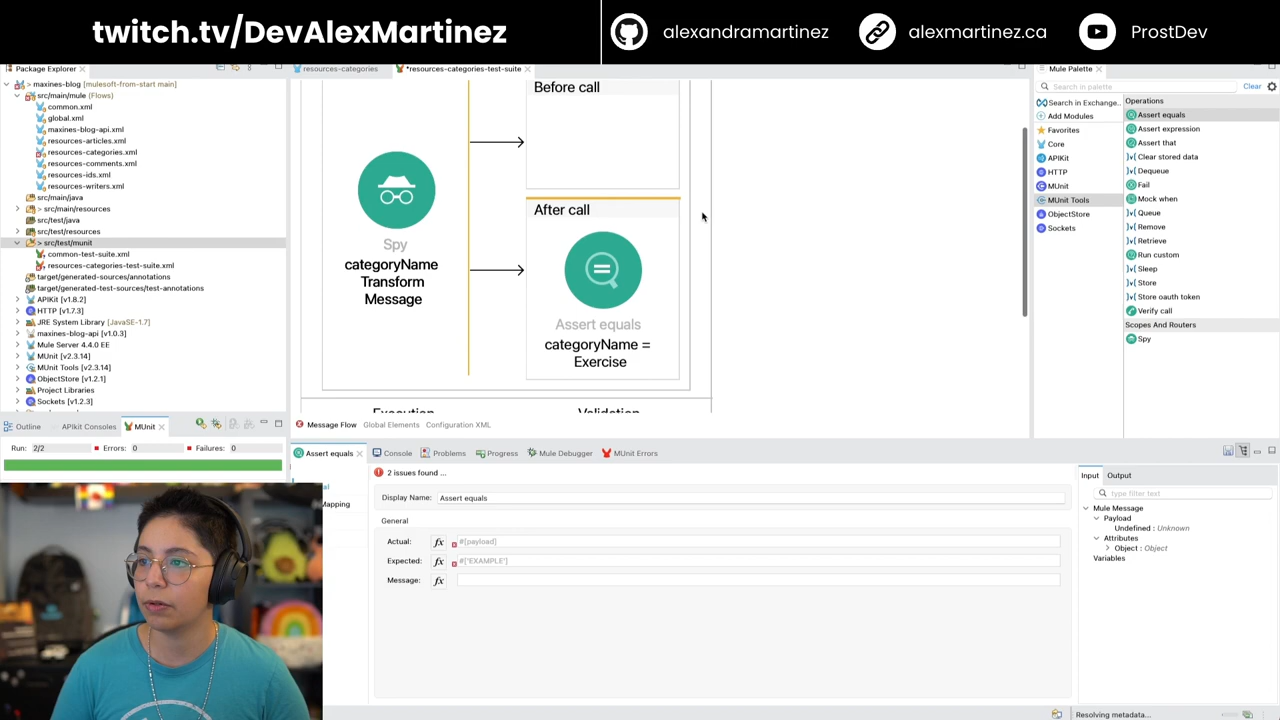 twitch.tv/DevAlexMartinez
alexandramartinez
alexmartinez.ca
ProstDev
Package Explorer
maxines-blog [mulesoft-from-start main]
src/main/mule (Flows)
common.xml
global.xml
maxines-blog-api.xml
resources-articles.xml
resources-categories.xml
resources-comments.xml
resources-ids.xml
resources-writers.xml
src/main/java
> src/main/resources
src/test/java
src/test/resources
> src/test/munit
common-test-suite.xml
resources-categories-test-suite.xml
target/generated-sources/annotations
target/generated-test-sources/test-annotations
APIKit [v1.8.2]
HTTP [v1.7.3]
JRE System Library [JavaSE-1.7]
maxines-blog-api [v1.0.3]
Mule Server 4.4.0 EE
MUnit [v2.3.14]
MUnit Tools [v2.3.14]
ObjectStore [v1.2.1]
Project Libraries
Sockets [v1.2.3]
Outline
APIkit Consoles
MUnit
Run: 2/2
Errors: 0
Failures: 0
resources-categories
*resources-categories-test-suite
Before call
After call
Spy
categoryName
Transform
Message
Assert equals
categoryName =
Exercise
Execution
Validation
Message Flow
Global Elements
Configuration XML
Assert equals
Console
Problems
Progress
Mule Debugger
MUnit Errors
2 issues found ...
Mapping
Display Name:
Assert equals
General
Actual:
fx
#[payload]
Expected:
fx
#['EXAMPLE']
Message:
fx
Input
Output
type filter text
Mule Message
Payload
Undefined : Unknown
Attributes
Object : Object
Variables
Resolving metadata...
Mule Palette
Search in palette
Clear
Search in Exchange..
Add Modules
Favorites
Core
APIKit
HTTP
MUnit
MUnit Tools
ObjectStore
Sockets
Operations
Assert equals
Assert expression
Assert that
Clear stored data
Dequeue
Fail
Mock when
Queue
Remove
Retrieve
Run custom
Sleep
Store
Store oauth token
Verify call
Scopes And Routers
Spy